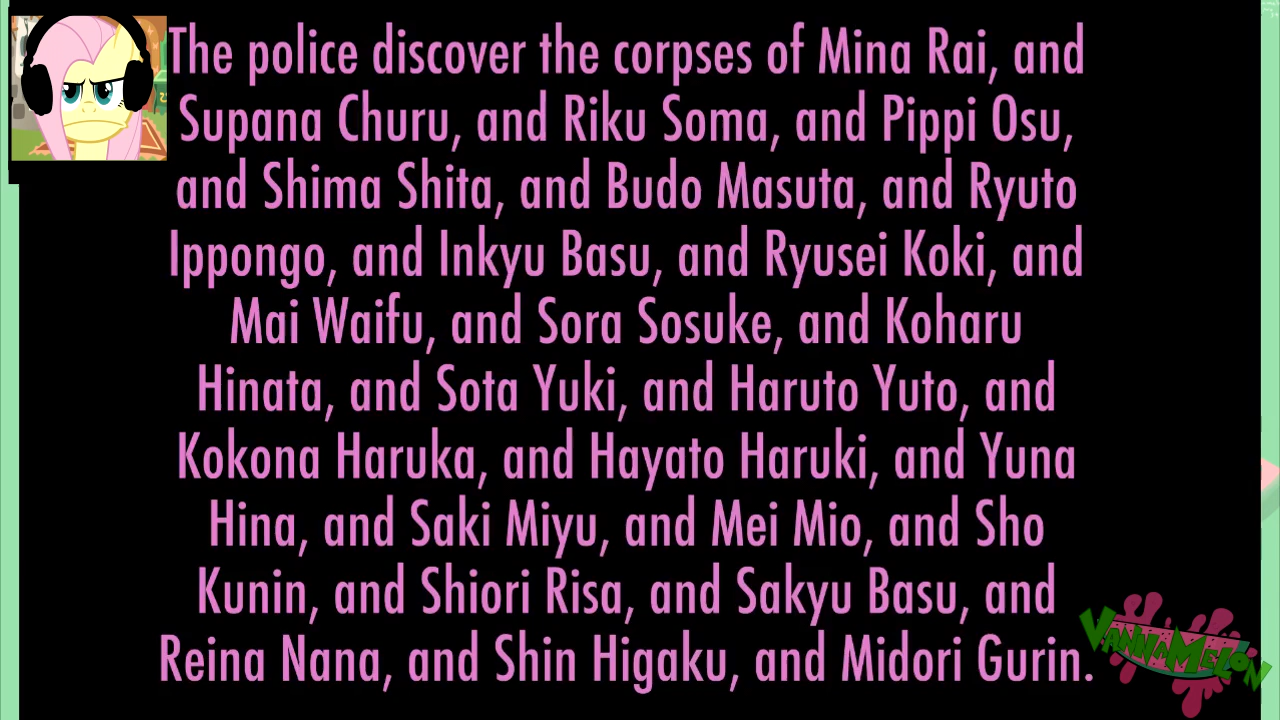 The police discover the corpses of Mina Rai, and
Supana Churu, and Riku Soma, and Pippi Osu,
and Shima Shita, and Budo Masuta, and Ryuto
Ippongo, and Inkyu Basu, and Ryusei Koki, and
Mai Waifu, and Sora Sosuke, and Koharu
Hinata, and Sota Yuki, and Haruto Yuto, and
Kokona Haruka, and Hayato Haruki, and Yuna
Hina, and Saki Miyu, and Mei Mio, and Sho
Kunin, and Shiori Risa, and Sakyu Basu, and
Reina Nana, and Shin Higaku, and Midori Gurin.
VannaMelon